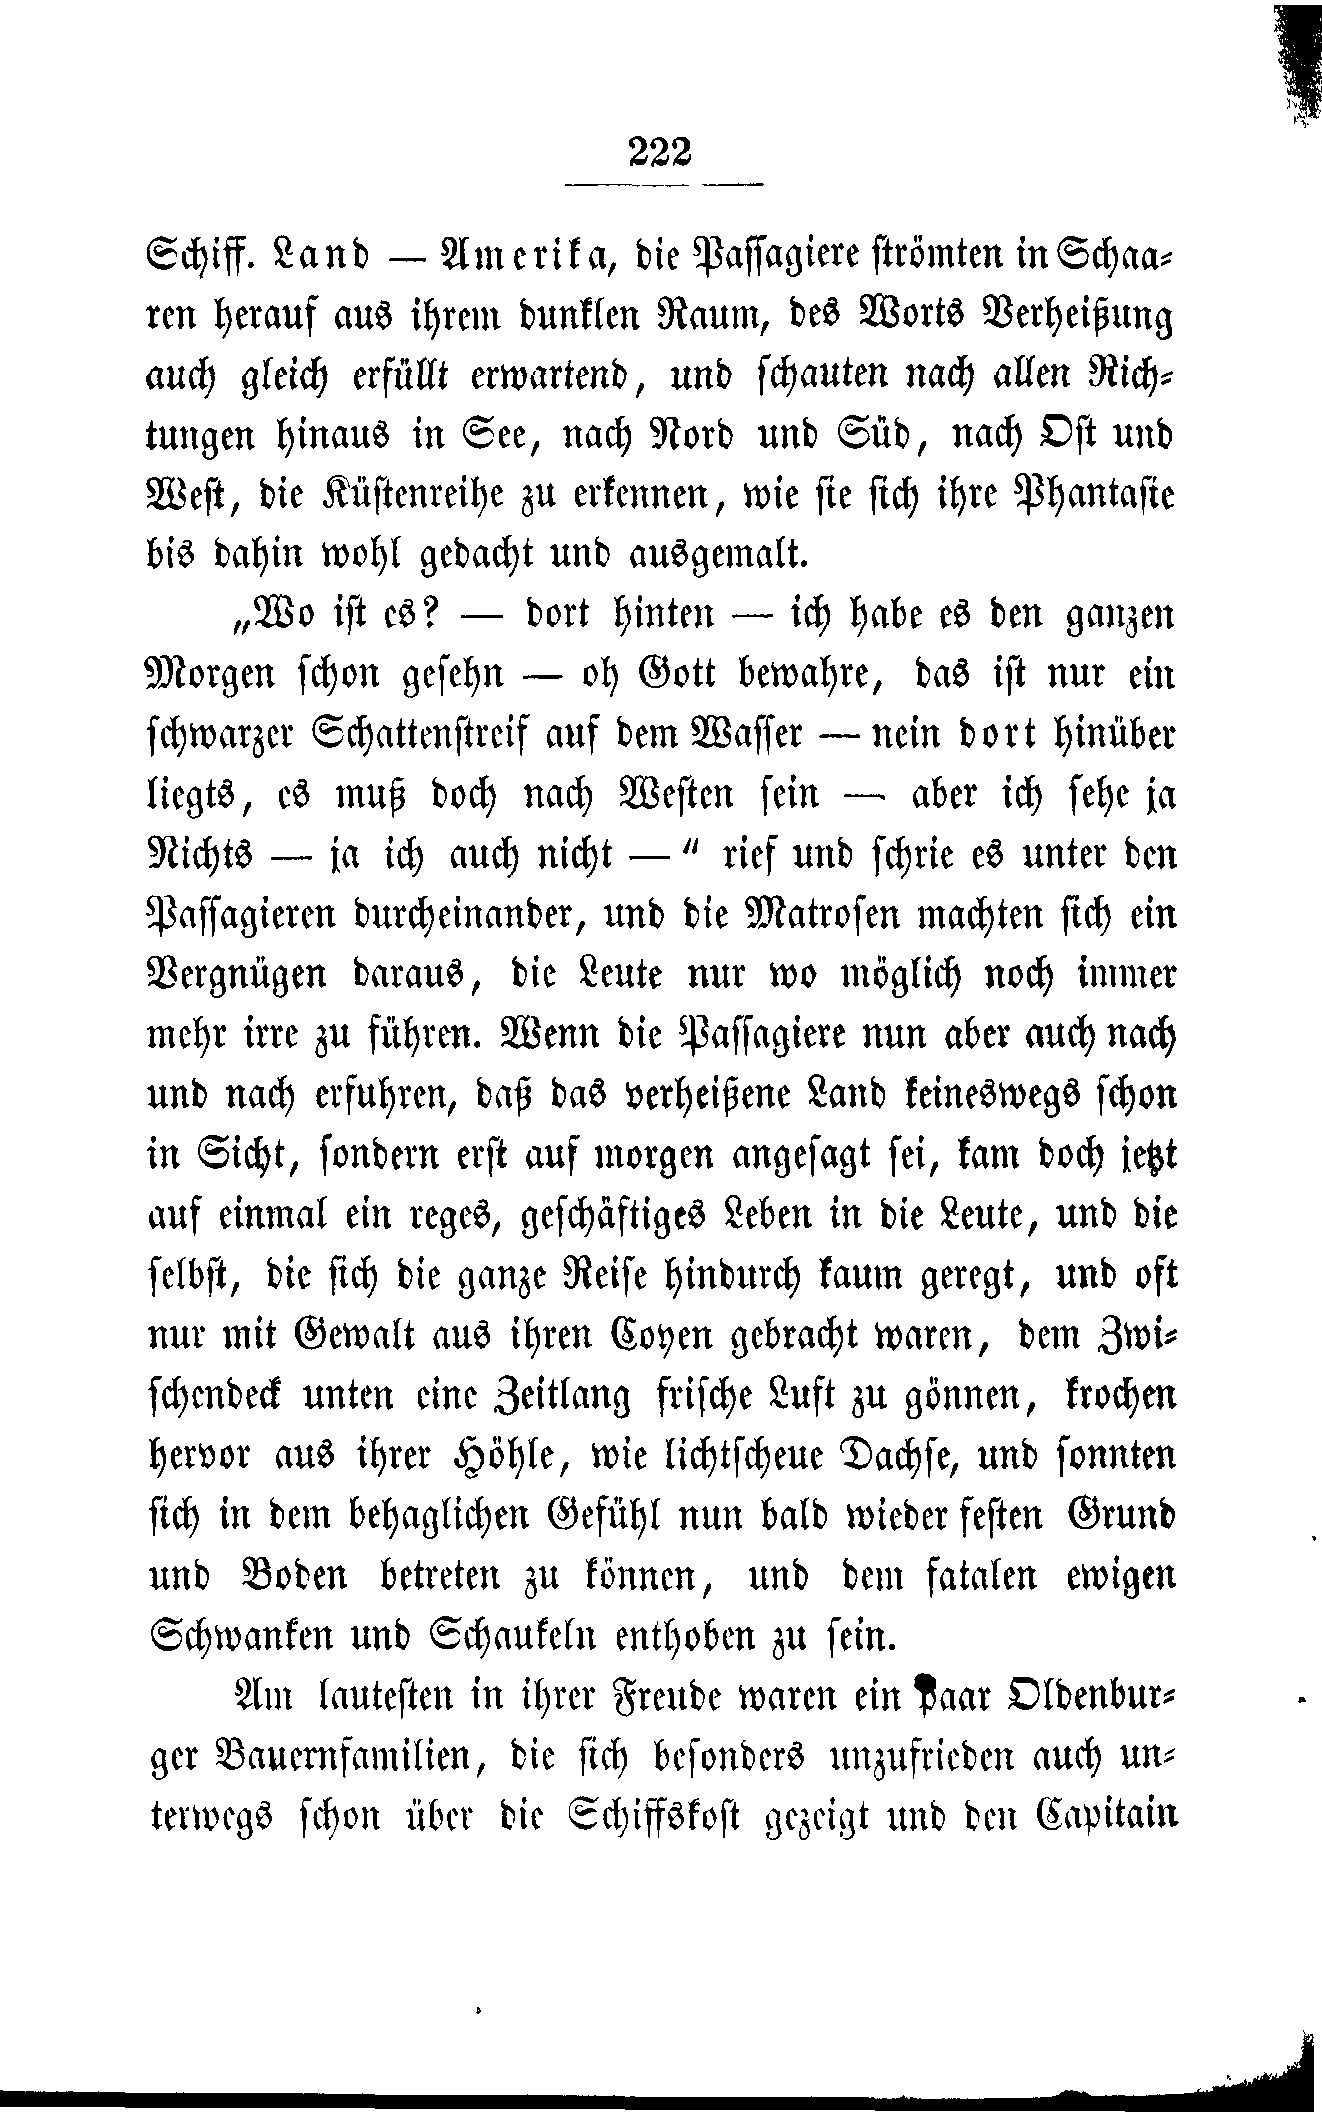 222
Schiff. Land — Amerika, die Passagiere strömten in Schaa-
ren herauf aus ihrem dunklen Raum, des Worts Verheißung
auch gleich erfüllt erwartend, und schauten nach allen Rich-
tungen hinaus in See, nach Nord und Süd, nach Ost und
West, die Küstenreihe zu erkennen, wie sie sich ihre Phantasie
bis dahin wohl gedacht und ausgemalt.
„Wo ist es? — dort hinten — ich habe es den ganzen
Morgen schon gesehn — oh Gott bewahre, das ist nur ein
schwarzer Schattenstreif auf dem Wasser — nein dort hinüber
liegts, es muß doch nach Westen sein — aber ich sehe ja
Nichts — ja ich auch nicht —“ rief und schrie es unter den
Passagieren durcheinander, und die Matrosen machten sich ein
Vergnügen daraus, die Leute nur wo möglich noch immer
mehr irre zu führen. Wenn die Passagiere nun aber auch nach
und nach erfuhren, daß das verheißene Land keineswegs schon
in Sicht, sondern erst auf morgen angesagt sei, kam doch jetzt
auf einmal ein reges, geschäftiges Leben in die Leute, und die
selbst, die sich die ganze Reise hindurch kaum geregt, und oft
nur mit Gewalt aus ihren Coyen gebracht waren, dem Zwi-
schendeck unten eine Zeitlang frische Luft zu gönnen, krochen
hervor aus ihrer Höhle, wie lichtscheue Dachse, und sonnten
sich in dem behaglichen Gefühl nun bald wieder festen Grund
und Boden betreten zu können, und dem fatalen ewigen
Schwanken und Schaukeln enthoben zu sein.
Am lautesten in ihrer Freude waren ein paar Oldenbur-
ger Bauernfamilien, die sich besonders unzufrieden auch un-
terwegs schon über die Schiffskost gezeigt und den Capitain